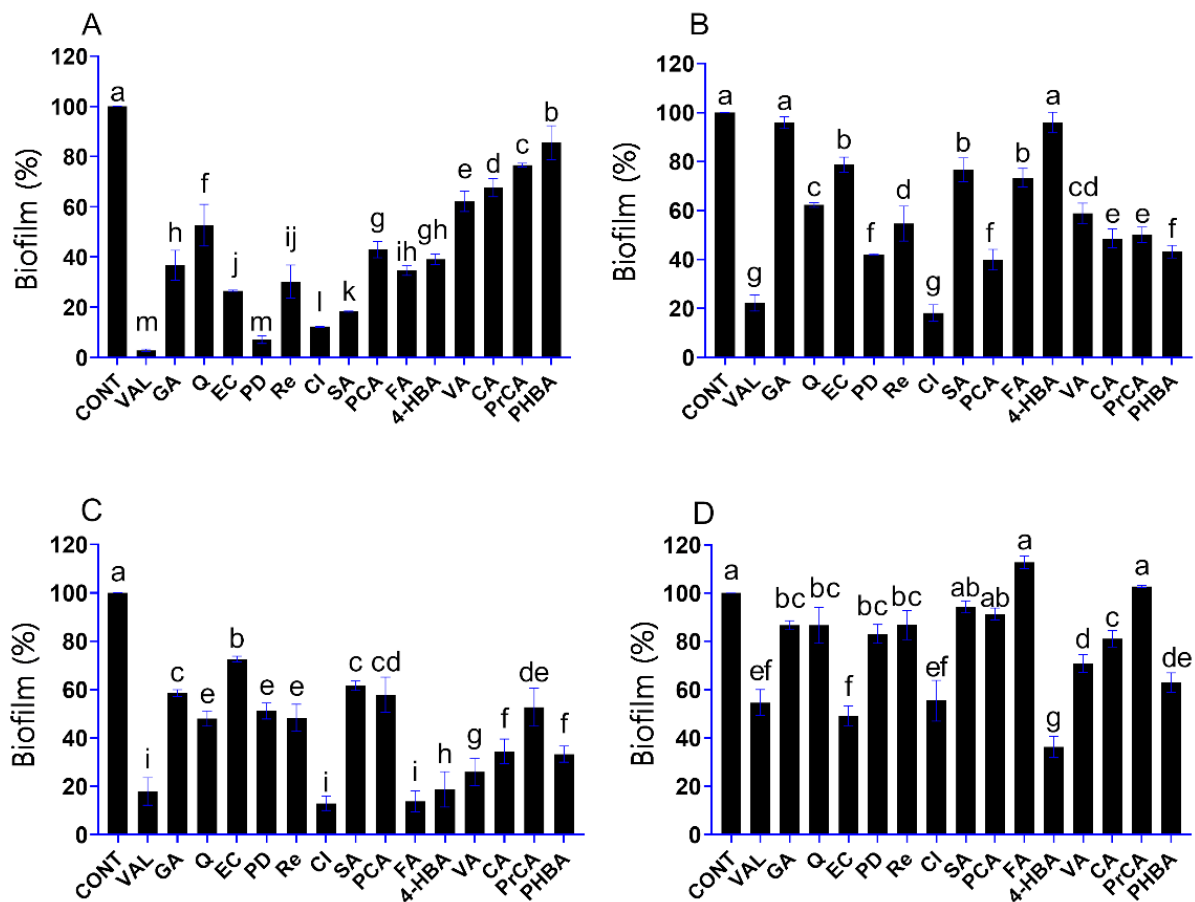 A
Biofilm (%)
120
100
80
60
40
20
0
a
m
h
f
j
m
ij
l
k
g
ih
gh
e
d
c
b
CONT
VAL
GA
Q
EC
PD
Re
CI
SA
PCA
FA
4-HBA
VA
CA
PrCA
PHBA
B
Biofilm (%)
120
100
80
60
40
20
0
a
g
a
c
b
f
d
g
b
f
b
a
cd
e
e
f
CONT
VAL
GA
Q
EC
PD
Re
CI
SA
PCA
FA
4-HBA
VA
CA
PrCA
PHBA
C
Biofilm (%)
120
100
80
60
40
20
0
a
i
c
e
b
e
e
i
c
cd
i
h
g
f
de
f
CONT
VAL
GA
Q
EC
PD
Re
CI
SA
PCA
FA
4-HBA
VA
CA
PrCA
PHBA
D
Biofilm (%)
120
100
80
60
40
20
0
a
ef
bc
bc
f
bc
bc
ef
ab
ab
a
g
d
c
a
de
CONT
VAL
GA
Q
EC
PD
Re
CI
SA
PCA
FA
4-HBA
VA
CA
PrCA
PHBA